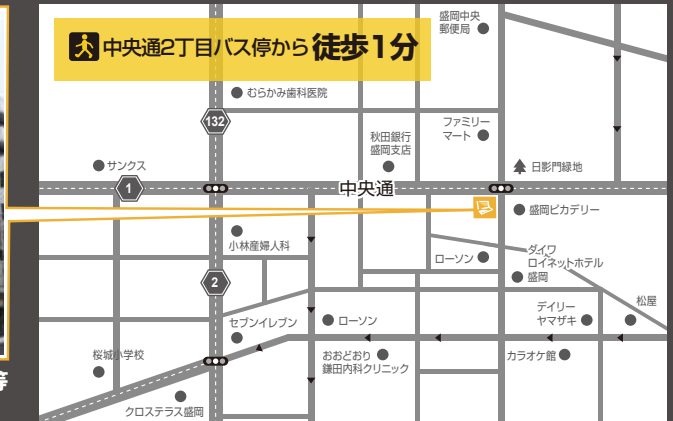 中央通2丁目バス停から徒歩1分
盛岡中央
郵便局
むらかみ歯科医院
132
ファミリー
マート
秋田銀行
盛岡支店
サンクス
日影門緑地
1
中央通
盛岡ピカデリー
小林産婦人科
ローソン
ダイワ
ロイネットホテル
盛岡
2
松屋
デイリー
ヤマザキ
セブンイレブン
ローソン
桜城小学校
おおどおり
鎌田内科クリニック
カラオケ館
等
クロステラス盛岡